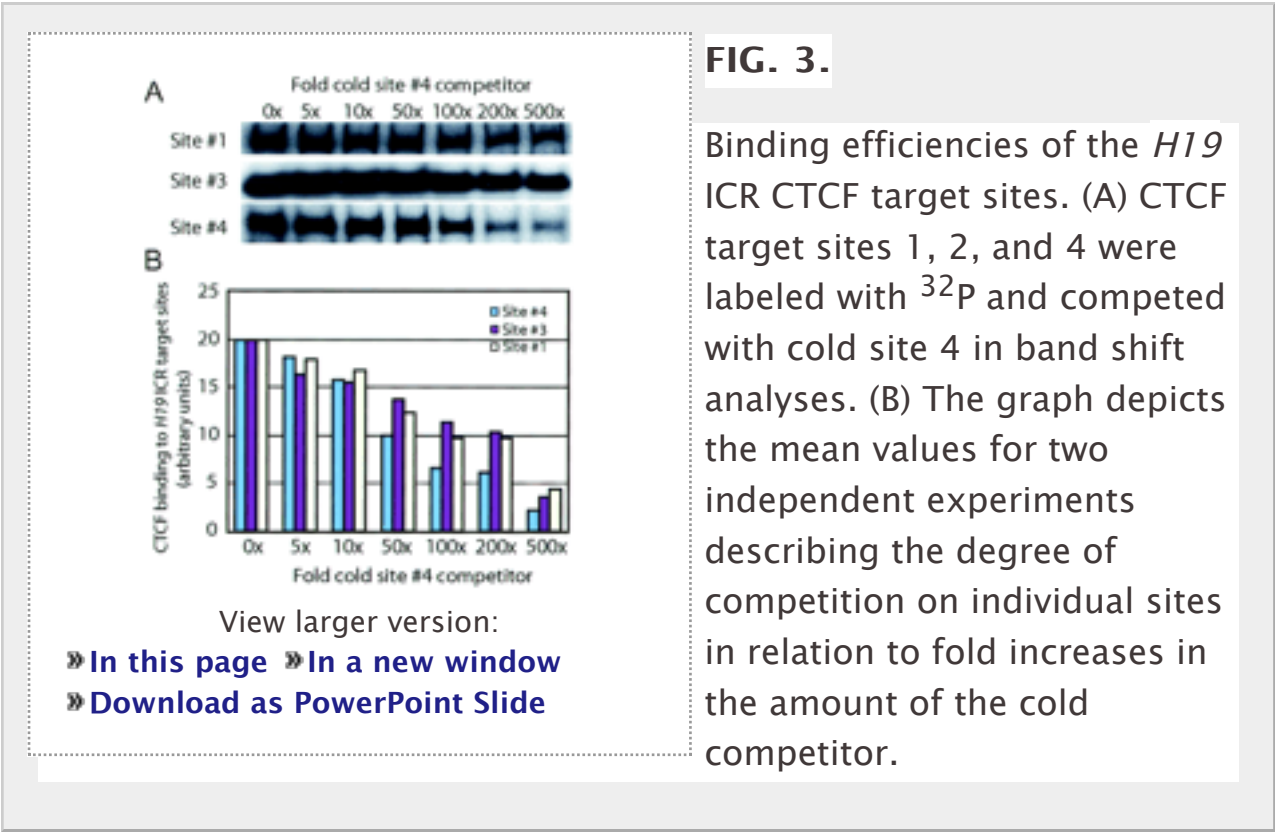 FIG. 3.
A
Fold cold site #4 competitor
0x 5x 10x 50x 100x 200x 500x
Site #1
Site #3
Site #4
B
CTCF binding to H19 ICR target sites
(arbitrary units)
25
20
15
10
5
0
Site #4
Site #3
Site #1
0x 5x 10x 50x 100x 200x 500x
Fold cold site #4 competitor
View larger version:
» In this page » In a new window
» Download as PowerPoint Slide
Binding efficiencies of the H19
ICR CTCF target sites. (A) CTCF
target sites 1, 2, and 4 were
labeled with ³²P and competed
with cold site 4 in band shift
analyses. (B) The graph depicts
the mean values for two
independent experiments
describing the degree of
competition on individual sites
in relation to fold increases in
the amount of the cold
competitor.